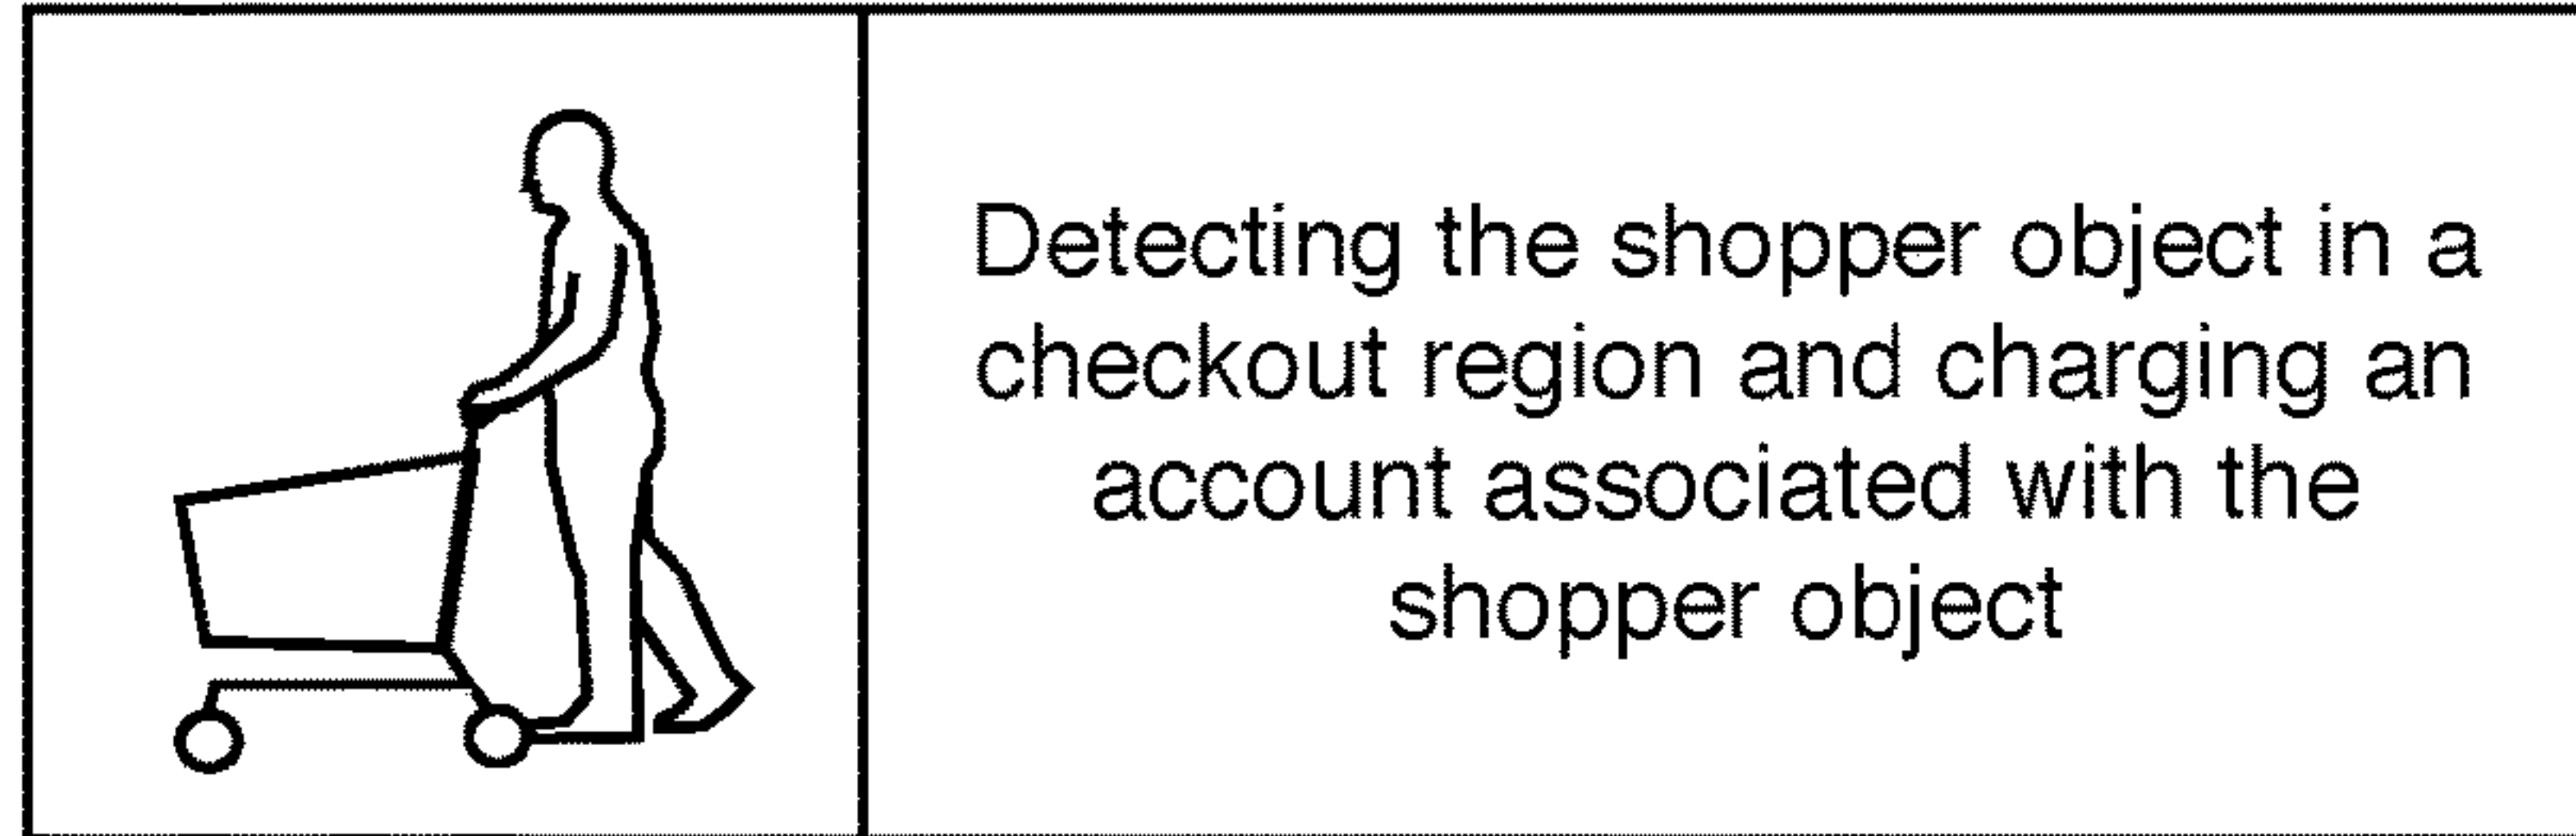 Detecting the shopper object in a
checkout region and charging an
account associated with the
shopper object